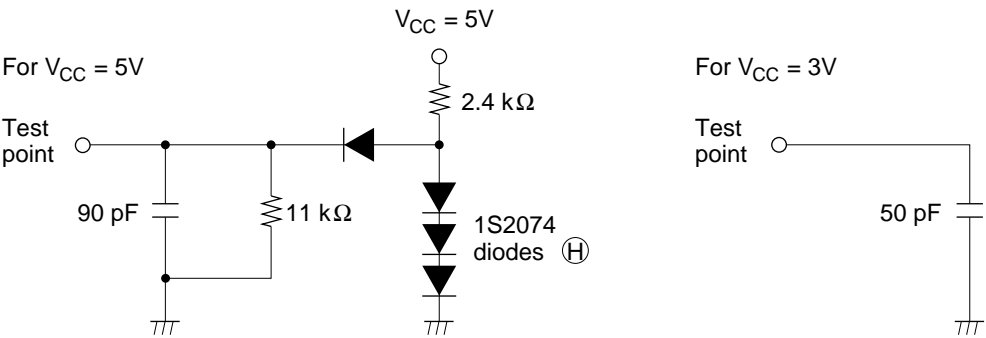 V_CC = 5V
For V_CC = 5V
For V_CC = 3V
2.4 kΩ
Test
point
Test
point
90 pF
11 kΩ
1S2074
diodes Ⓗ
50 pF